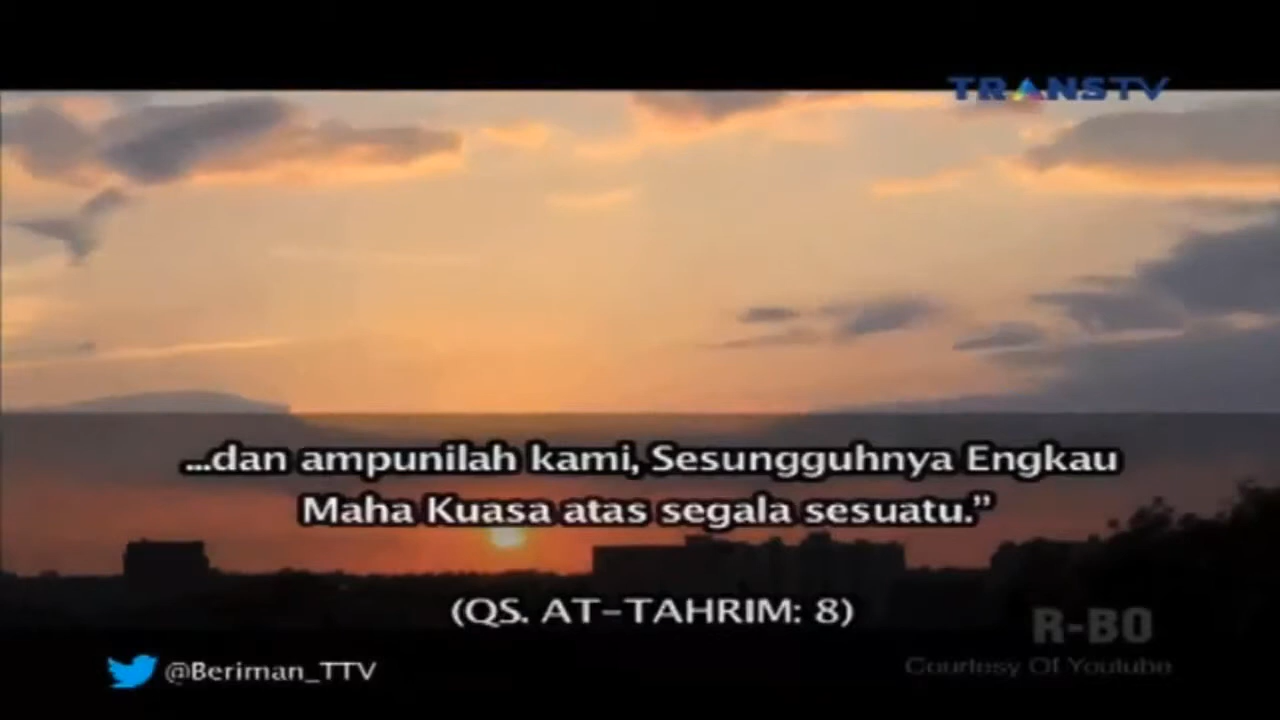 TRANSTV
...dan ampunilah kami, Sesungguhnya Engkau
Maha Kuasa atas segala sesuatu.”
(QS. AT-TAHRIM: 8)
R-BO
@Beriman_TTV
Courtesy Of Youtube